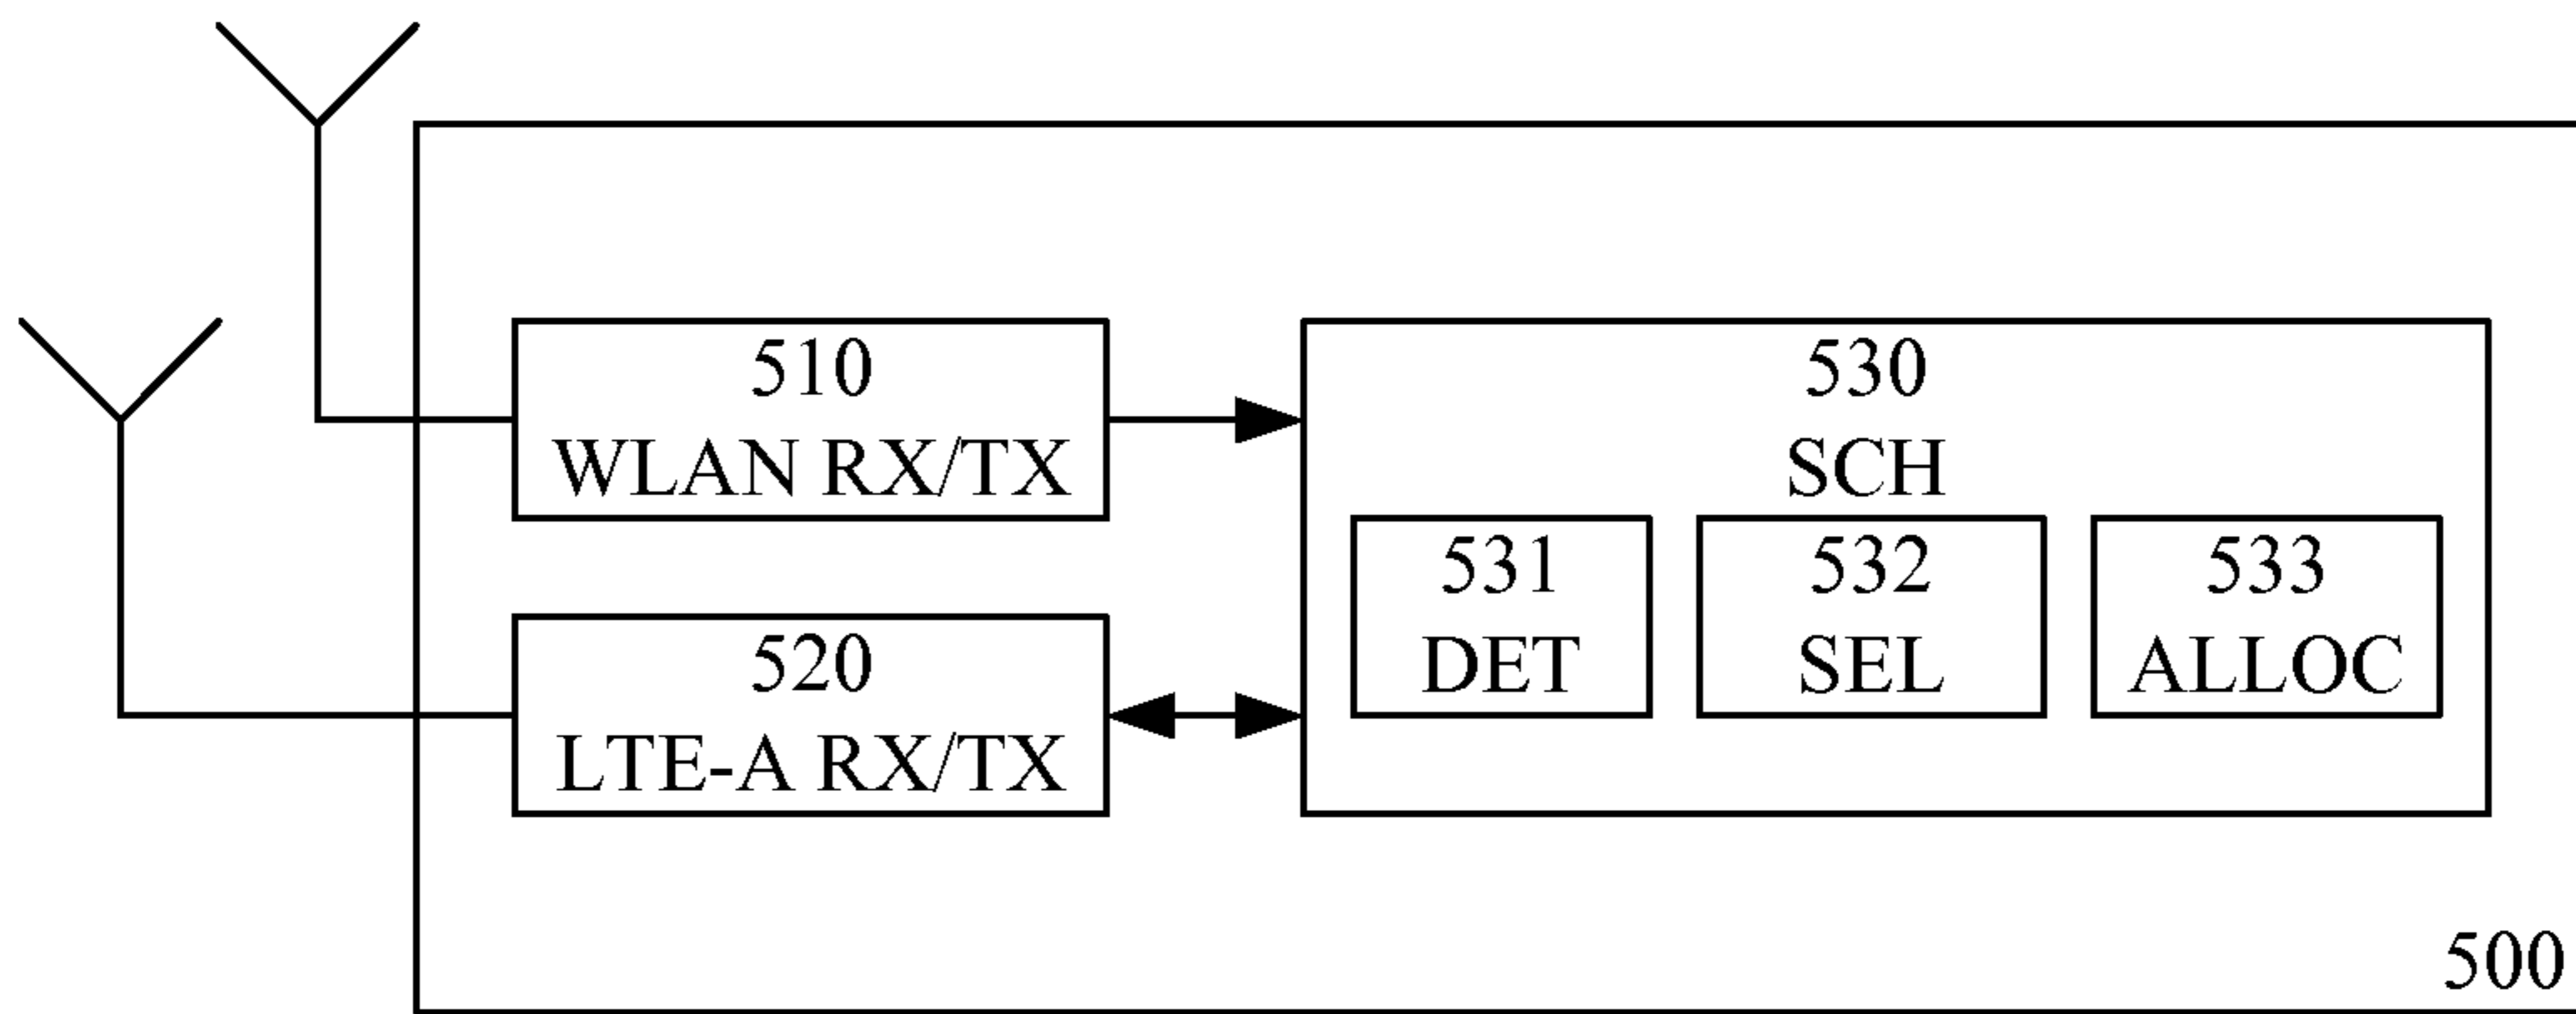 510
WLAN RX/TX
520
LTE-A RX/TX
530
SCH
531
DET
532
SEL
533
ALLOC
500